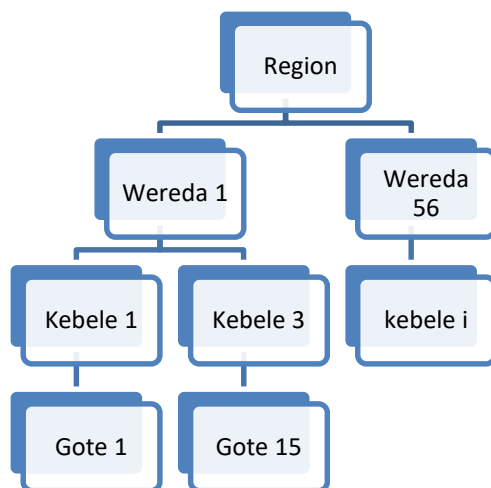 Region
Wereda 1
Wereda
56
Kebele 1
Kebele 3
kebele i
Gote 1
Gote 15